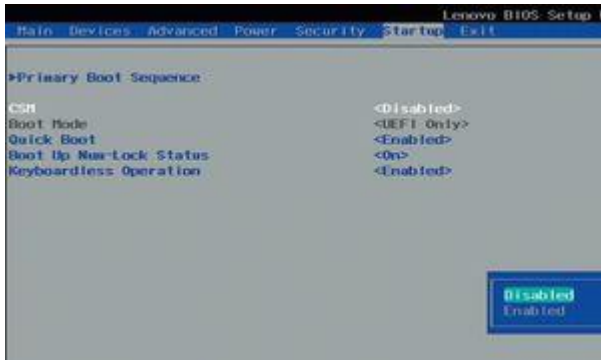 Lenovo BIOS Setup
Main Devices Advanced Power Security Startup Exit
►Primary Boot Sequence
CSM <Disabled>
Boot Mode <UEFI Only>
Quick Boot <Enabled>
Boot Up Num-Lock Status <On>
Keyboardless Operation <Enabled>
Disabled
Enabled